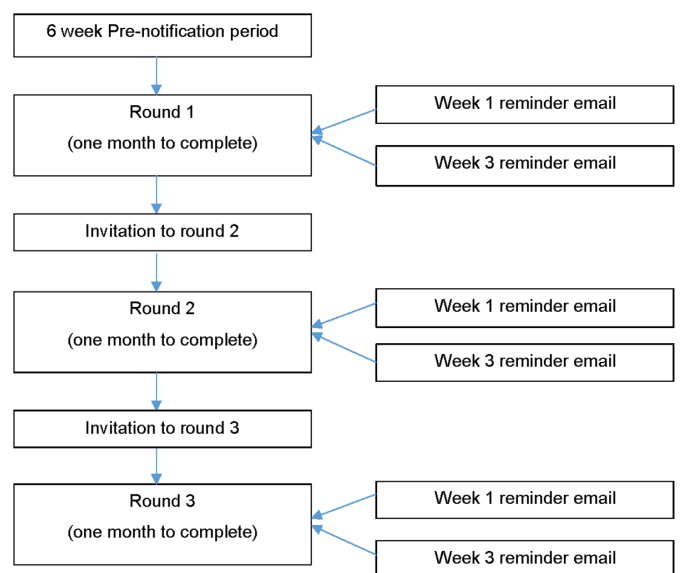 6 week Pre-notification period
Round 1
(one month to complete)
Week 1 reminder email
Week 3 reminder email
Invitation to round 2
Round 2
(one month to complete)
Week 1 reminder email
Week 3 reminder email
Invitation to round 3
Round 3
(one month to complete)
Week 1 reminder email
Week 3 reminder email